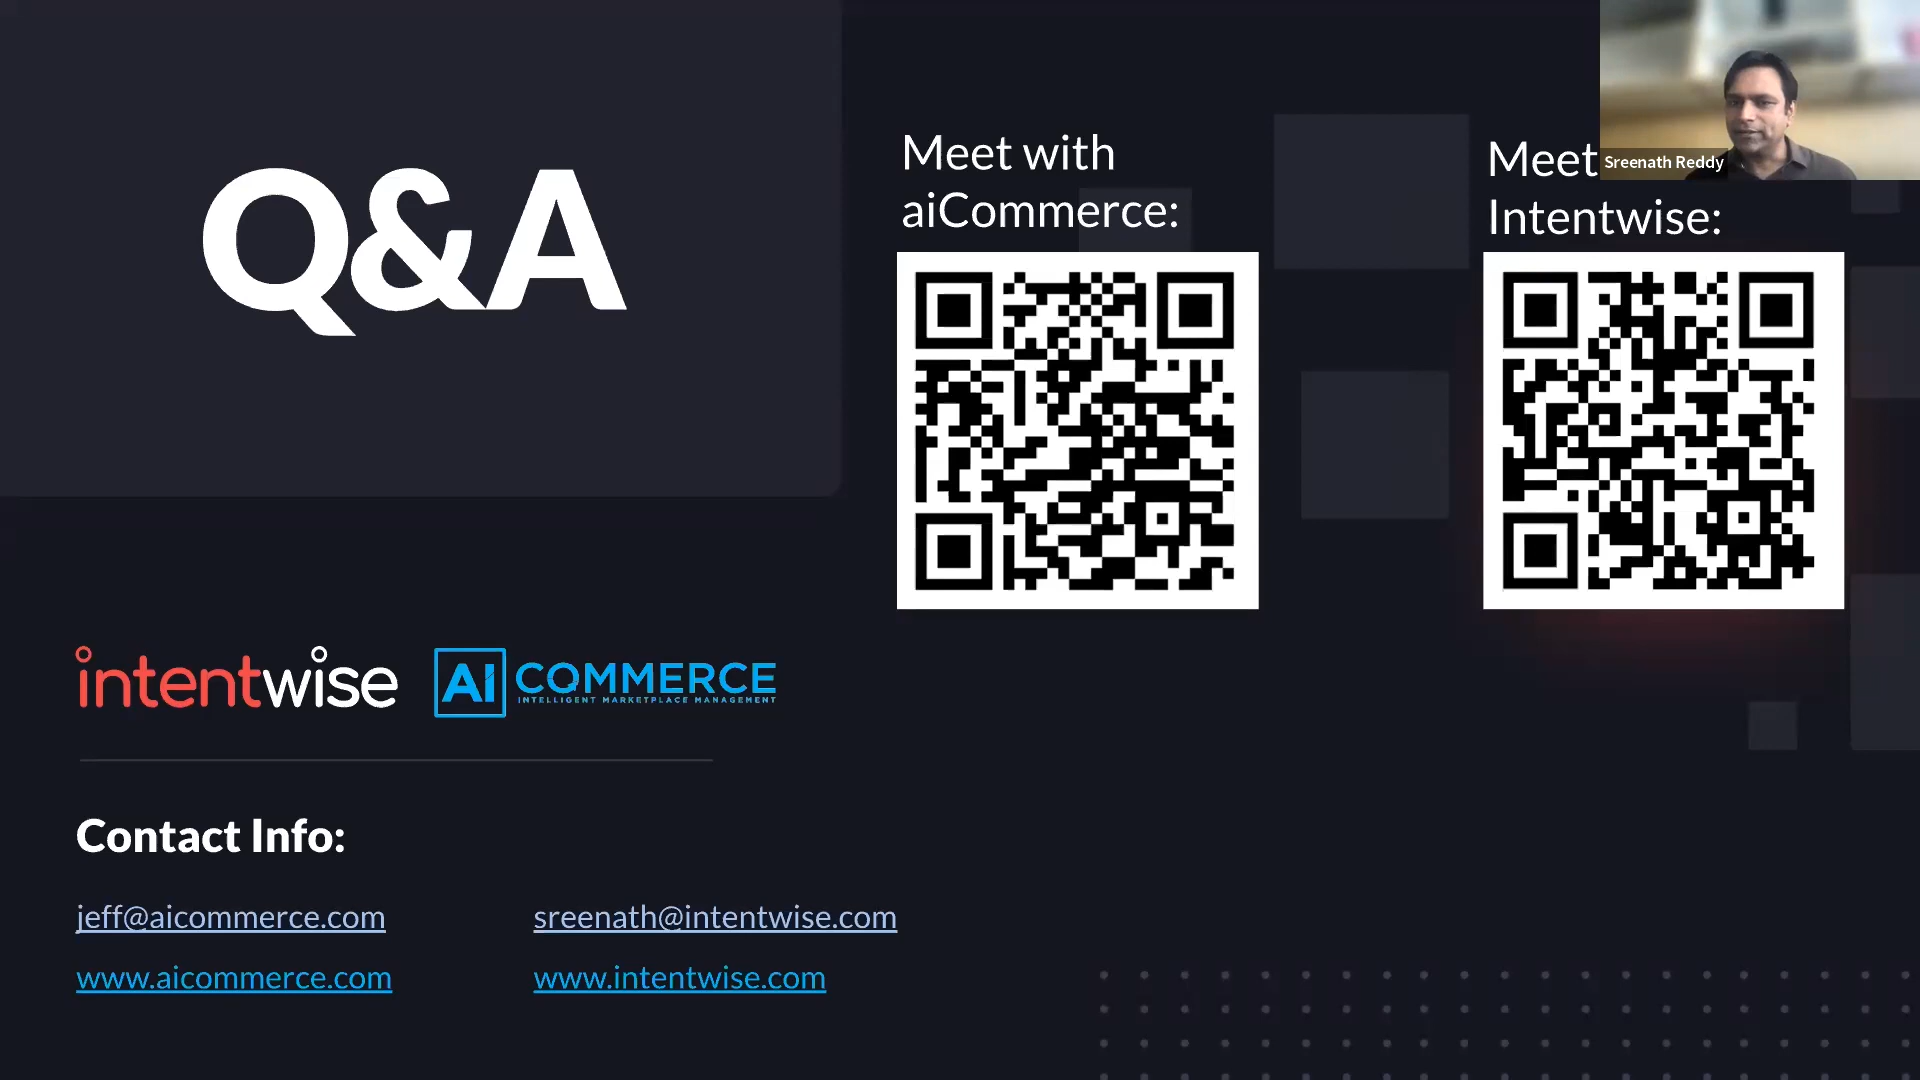 Q&A
Meet with
aiCommerce:
Meet
Intentwise:
Sreenath Reddy
intentwise
AI COMMERCE
INTELLIGENT MARKETPLACE MANAGEMENT
Contact Info:
jeff@aicommerce.com
sreenath@intentwise.com
www.aicommerce.com
www.intentwise.com